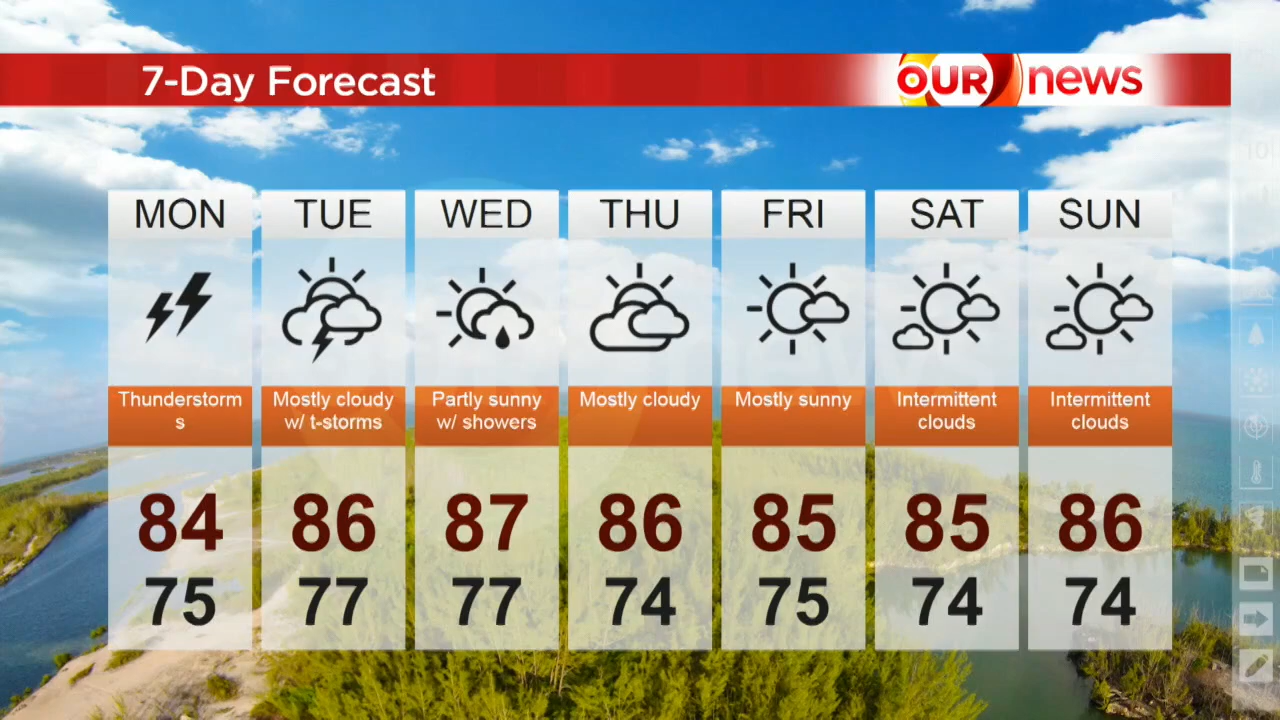 7-Day Forecast
OUR news
MON
TUE
WED
THU
FRI
SAT
SUN
Thunderstorm
s
Mostly cloudy
w/ t-storms
Partly sunny
w/ showers
Mostly cloudy
Mostly sunny
Intermittent
clouds
Intermittent
clouds
84
86
87
86
85
85
86
75
77
77
74
75
74
74
10